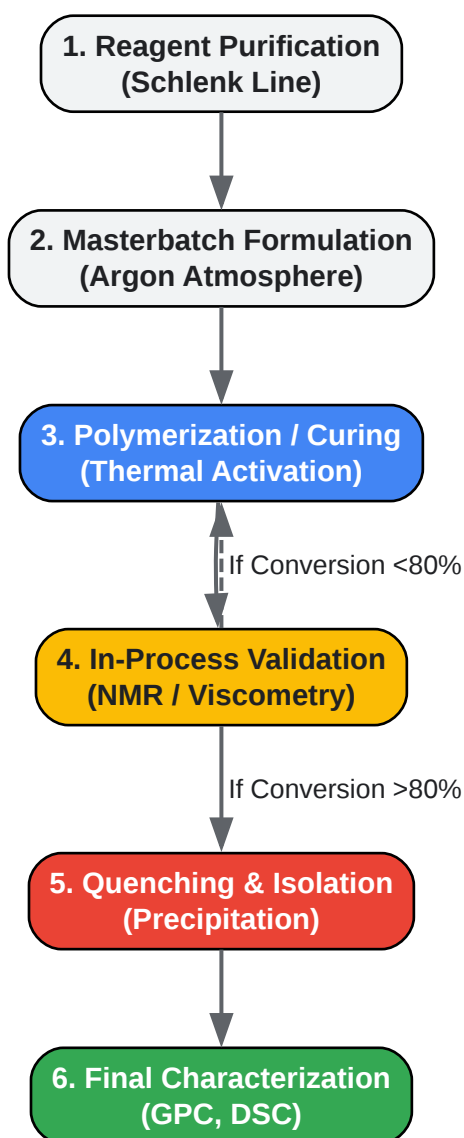 1. Reagent Purification
(Schlenk Line)
2. Masterbatch Formulation
(Argon Atmosphere)
3. Polymerization / Curing
(Thermal Activation)
If Conversion <80%
4. In-Process Validation
(NMR / Viscometry)
If Conversion >80%
5. Quenching & Isolation
(Precipitation)
6. Final Characterization
(GPC, DSC)